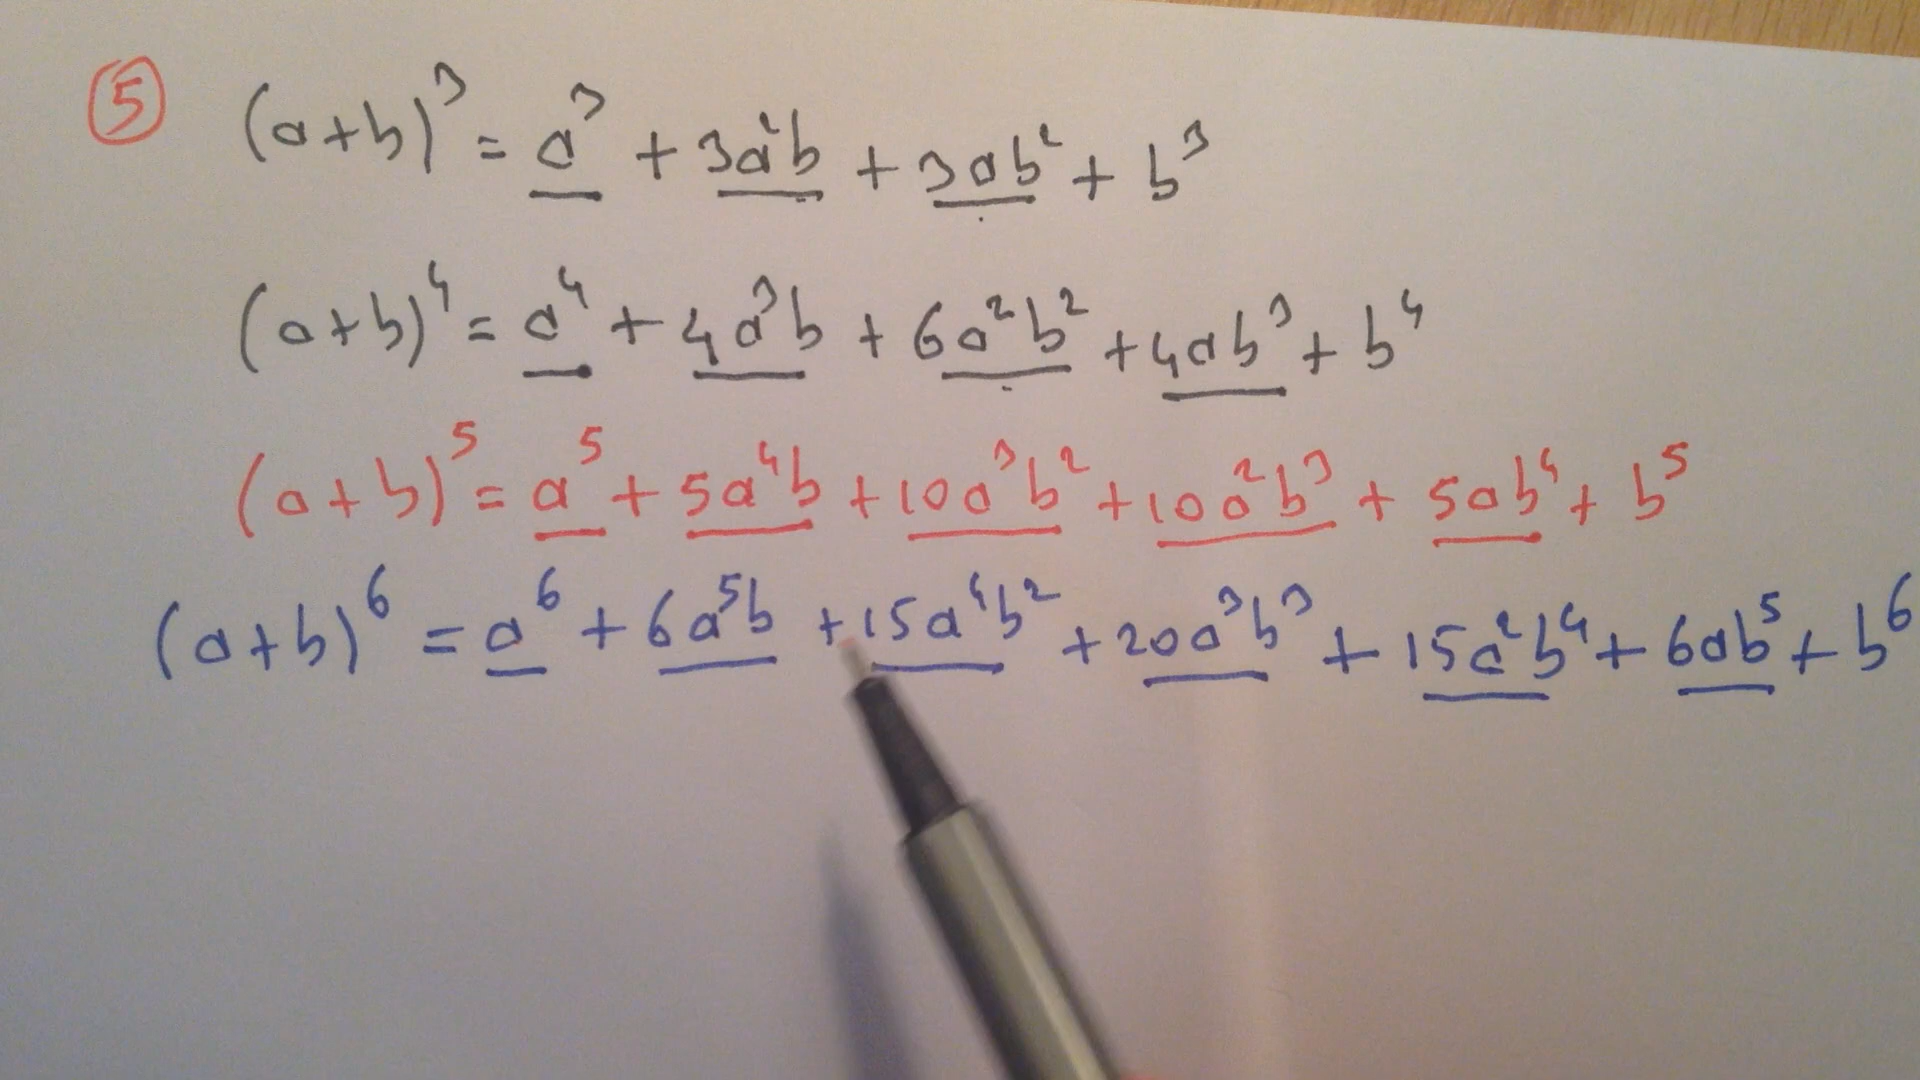 ⑤ (a+b)³ = a³ + 3a²b + 3ab² + b³
(a+b)⁴ = a⁴ + 4a³b + 6a²b² + 4ab³ + b⁴
(a+b)⁵ = a⁵ + 5a⁴b + 10a³b² + 10a²b³ + 5ab⁴ + b⁵
(a+b)⁶ = a⁶ + 6a⁵b + 15a⁴b² + 20a³b³ + 15a²b⁴ + 6ab⁵ + b⁶